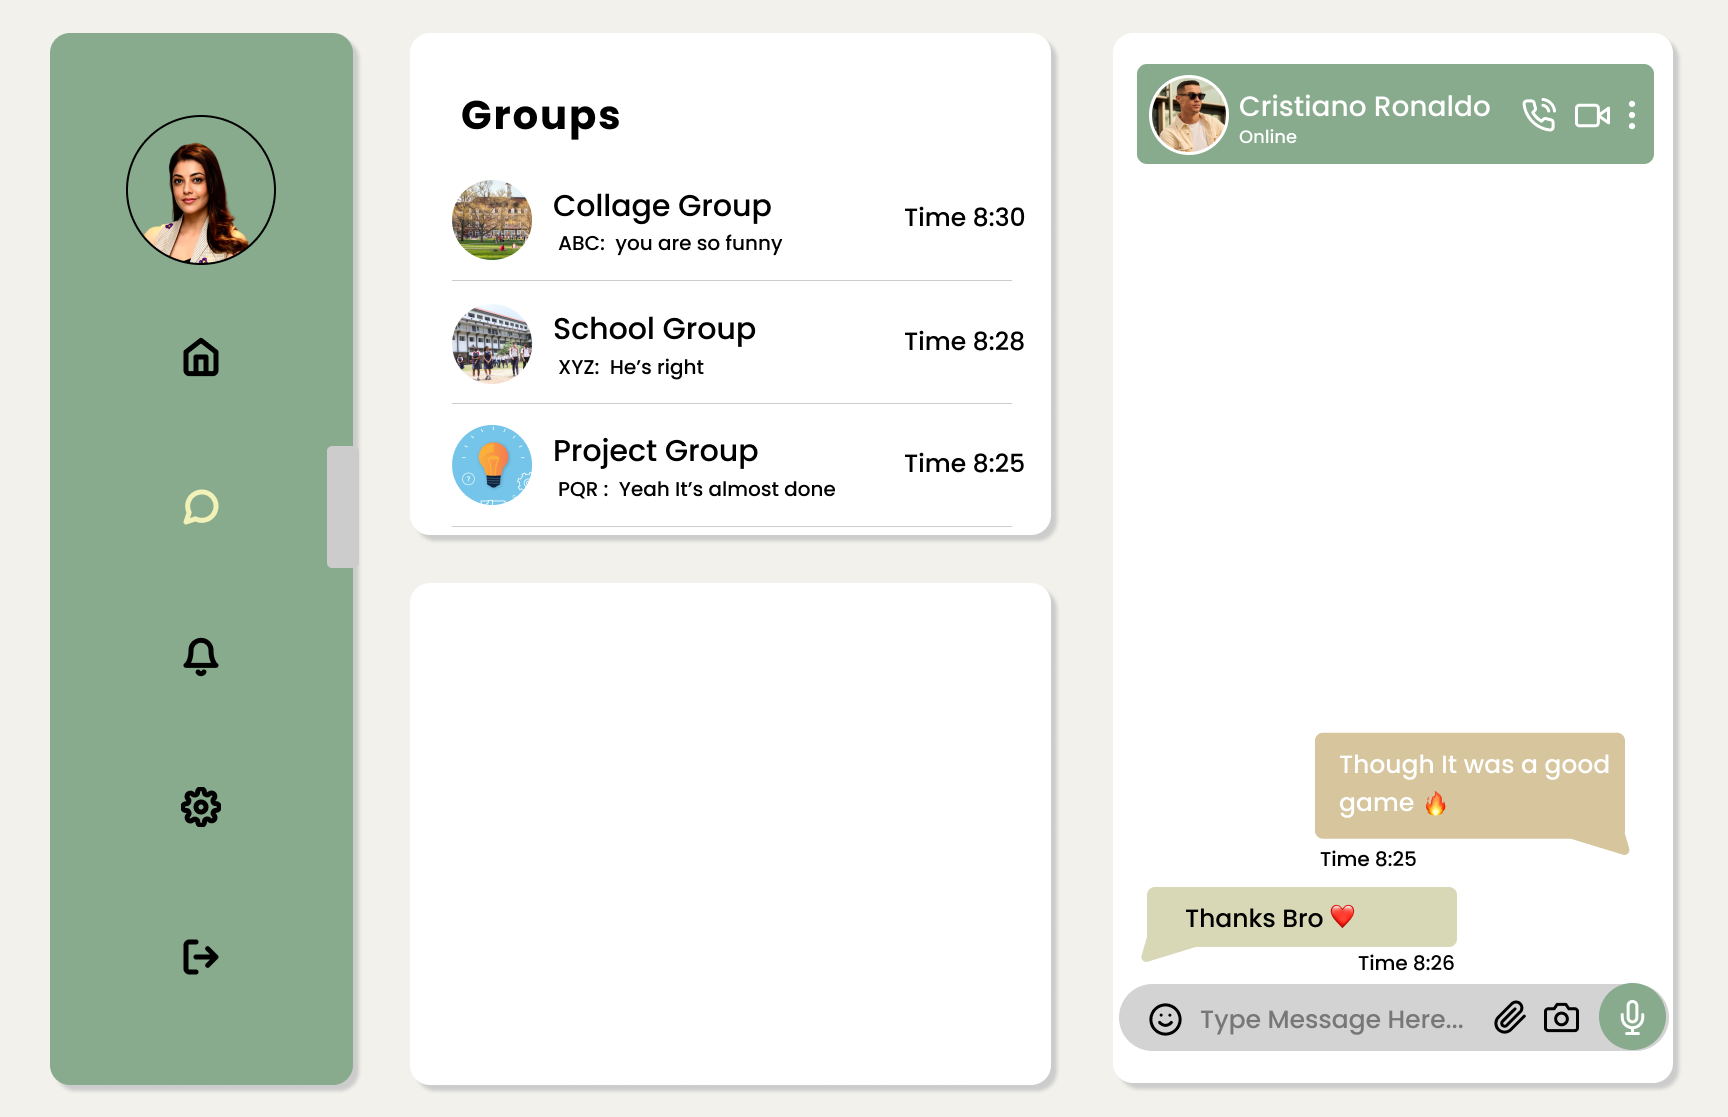 Groups
Collage Group
Time 8:30
ABC:  you are so funny
School Group
Time 8:28
XYZ:  He’s right
Project Group
Time 8:25
PQR :  Yeah It’s almost done
Cristiano Ronaldo
Online
Though It was a good
game 🔥
Time 8:25
Thanks Bro ❤️
Time 8:26
Type Message Here...